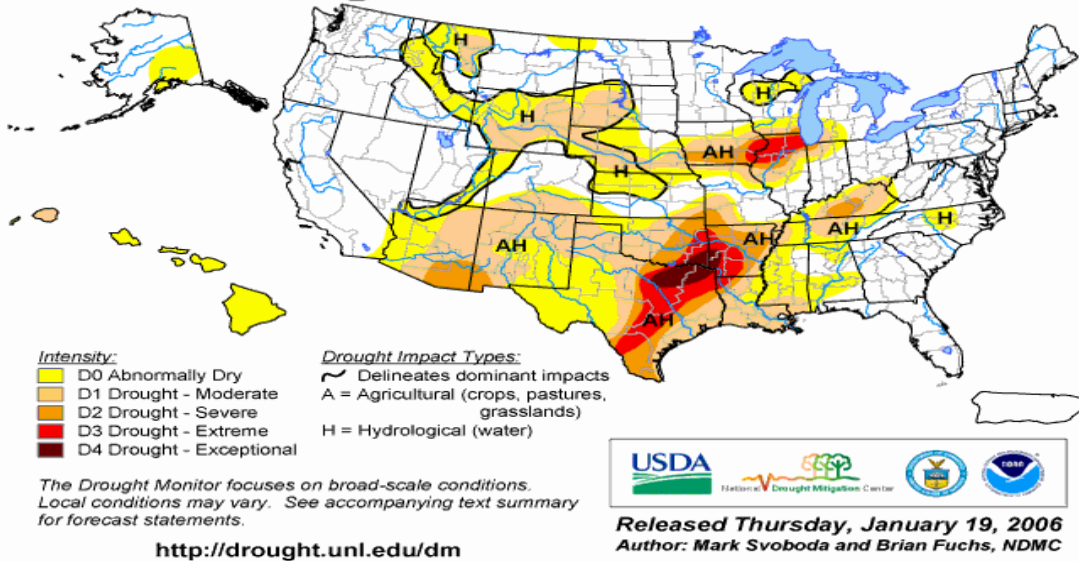 H
H
H
AH
H
AH
AH
AH
H
AH
AH
Intensity:
D0 Abnormally Dry
D1 Drought - Moderate
D2 Drought - Severe
D3 Drought - Extreme
D4 Drought - Exceptional
Drought Impact Types:
Delineates dominant impacts
A = Agricultural (crops, pastures,
grasslands)
H = Hydrological (water)
The Drought Monitor focuses on broad-scale conditions.
Local conditions may vary. See accompanying text summary
for forecast statements.
http://drought.unl.edu/dm
USDA
National Drought Mitigation Center
Released Thursday, January 19, 2006
Author: Mark Svoboda and Brian Fuchs, NDMC